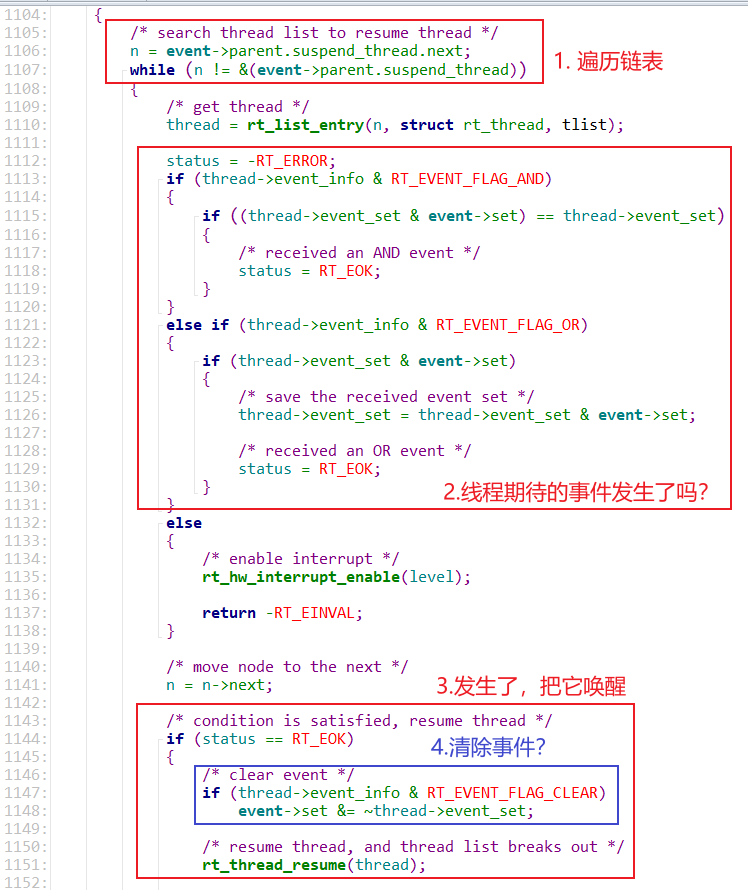 1104: {
1105: /* search thread list to resume thread */
1106: n = event->parent.suspend_thread.next;
1107: while (n != &(event->parent.suspend_thread))
1. 遍历链表
1108: {
1109: /* get thread */
1110: thread = rt_list_entry(n, struct rt_thread, tlist);
1111:
1112: status = -RT_ERROR;
1113: if (thread->event_info & RT_EVENT_FLAG_AND)
1114: {
1115: if ((thread->event_set & event->set) == thread->event_set)
1116: {
1117: /* received an AND event */
1118: status = RT_EOK;
1119: }
1120: }
1121: else if (thread->event_info & RT_EVENT_FLAG_OR)
1122: {
1123: if (thread->event_set & event->set)
1124: {
1125: /* save the received event set */
1126: thread->event_set = thread->event_set & event->set;
1127:
1128: /* received an OR event */
1129: status = RT_EOK;
1130: }
2.线程期待的事件发生了吗?
1131: }
1132: else
1133: {
1134: /* enable interrupt */
1135: rt_hw_interrupt_enable(level);
1136:
1137: return -RT_EINVAL;
1138: }
1139:
1140: /* move node to the next */
1141: n = n->next;
3.发生了，把它唤醒
1142:
1143: /* condition is satisfied, resume thread */
1144: if (status == RT_EOK)
4.清除事件?
1145: {
1146: /* clear event */
1147: if (thread->event_info & RT_EVENT_FLAG_CLEAR)
1148: event->set &= ~thread->event_set;
1149:
1150: /* resume thread, and thread list breaks out */
1151: rt_thread_resume(thread);
1152: